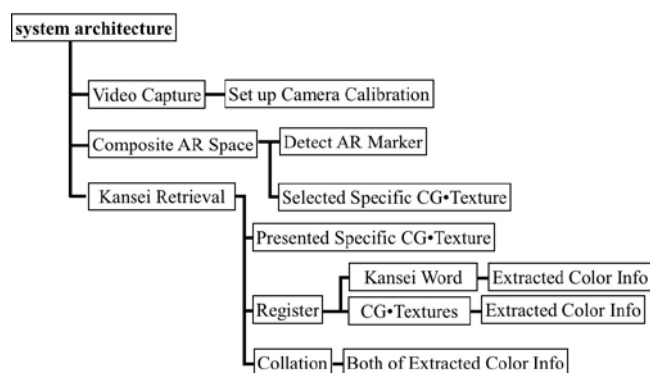 system architecture
Video Capture
Set up Camera Calibration
Composite AR Space
Detect AR Marker
Selected Specific CG•Texture
Kansei Retrieval
Presented Specific CG•Texture
Register
Kansei Word
Extracted Color Info
CG•Textures
Extracted Color Info
Collation
Both of Extracted Color Info